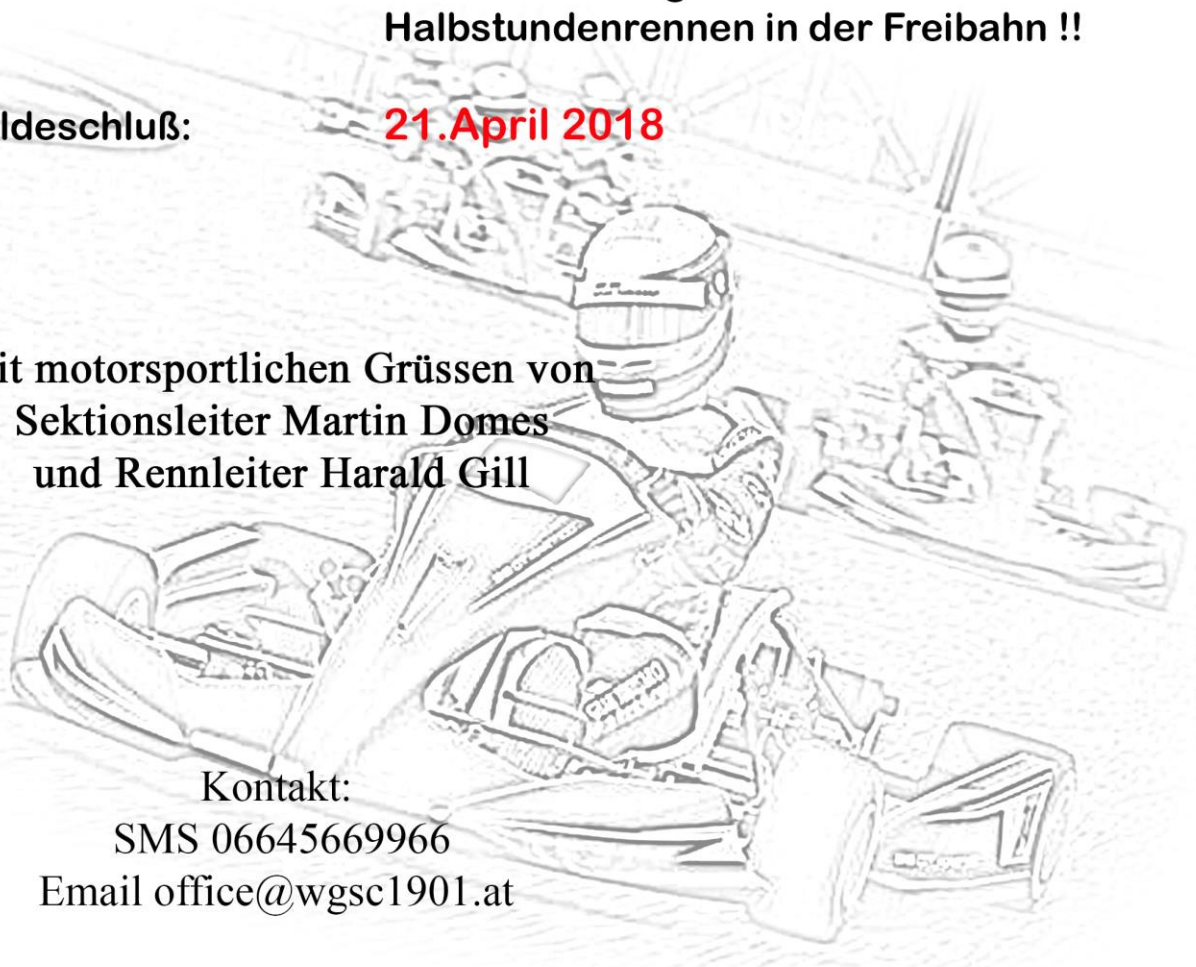 Halbstundenrennen in der Freibahn !!
ldeschluß: 21.April 2018
it motorsportlichen Grüssen von
Sektionsleiter Martin Domes
und Rennleiter Harald Gill
Kontakt:
SMS 06645669966
Email office@wgsc1901.at